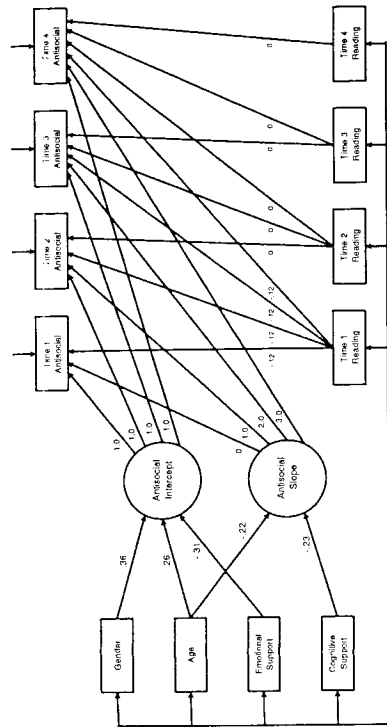 Time 1
Antisocial
Time 2
Antisocial
Time 3
Antisocial
Time 4
Antisocial
1.0
1.0
1.0
1.0
0
1.0
2.0
3.0
Antisocial
Intercept
Antisocial
Slope
.36
.26
-.31
-.22
-.23
Gender
Age
Emotional
Support
Cognitive
Support
-.12
-.12
-.12
-.12
0
0
0
0
0
0
Time 1
Reading
Time 2
Reading
Time 3
Reading
Time 4
Reading